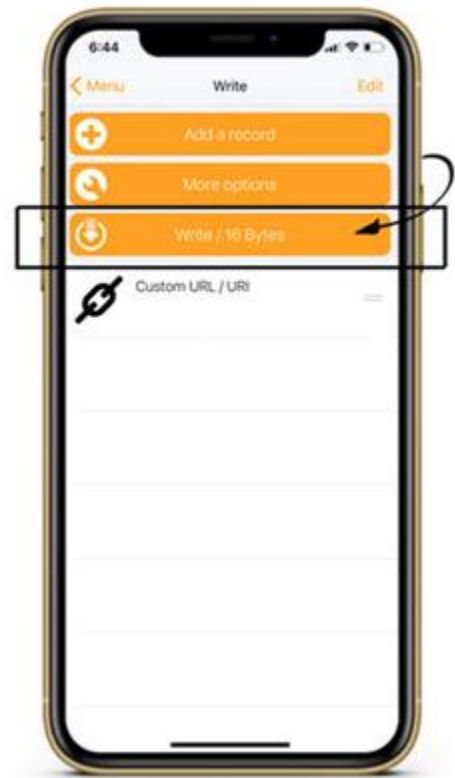 6:44
Menu Write Edit
Add a record
More options
Write / 16 Bytes
Custom URL / URI